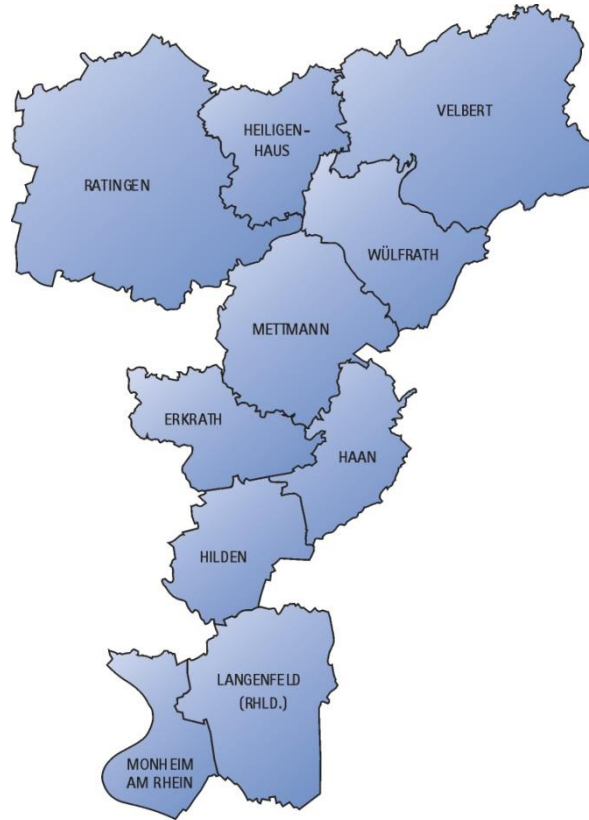 VELBERT
HEILIGEN-
HAUS
RATINGEN
WÜLFRATH
METTMANN
ERKRATH
HAAN
HILDEN
LANGENFELD
(RHLD.)
MONHEIM
AM RHEIN